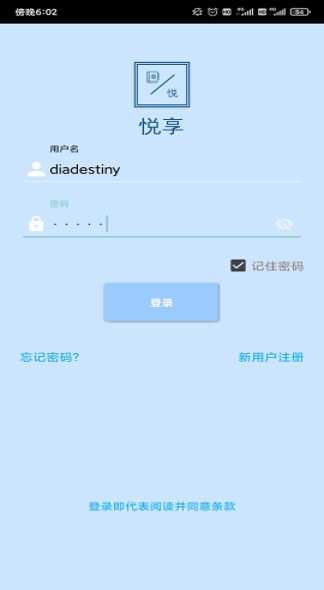 傍晚6:02
54
悦
悦享
用户名
diadestiny
密码
·····
记住密码
登录
忘记密码?
新用户注册
登录即代表阅读并同意条款